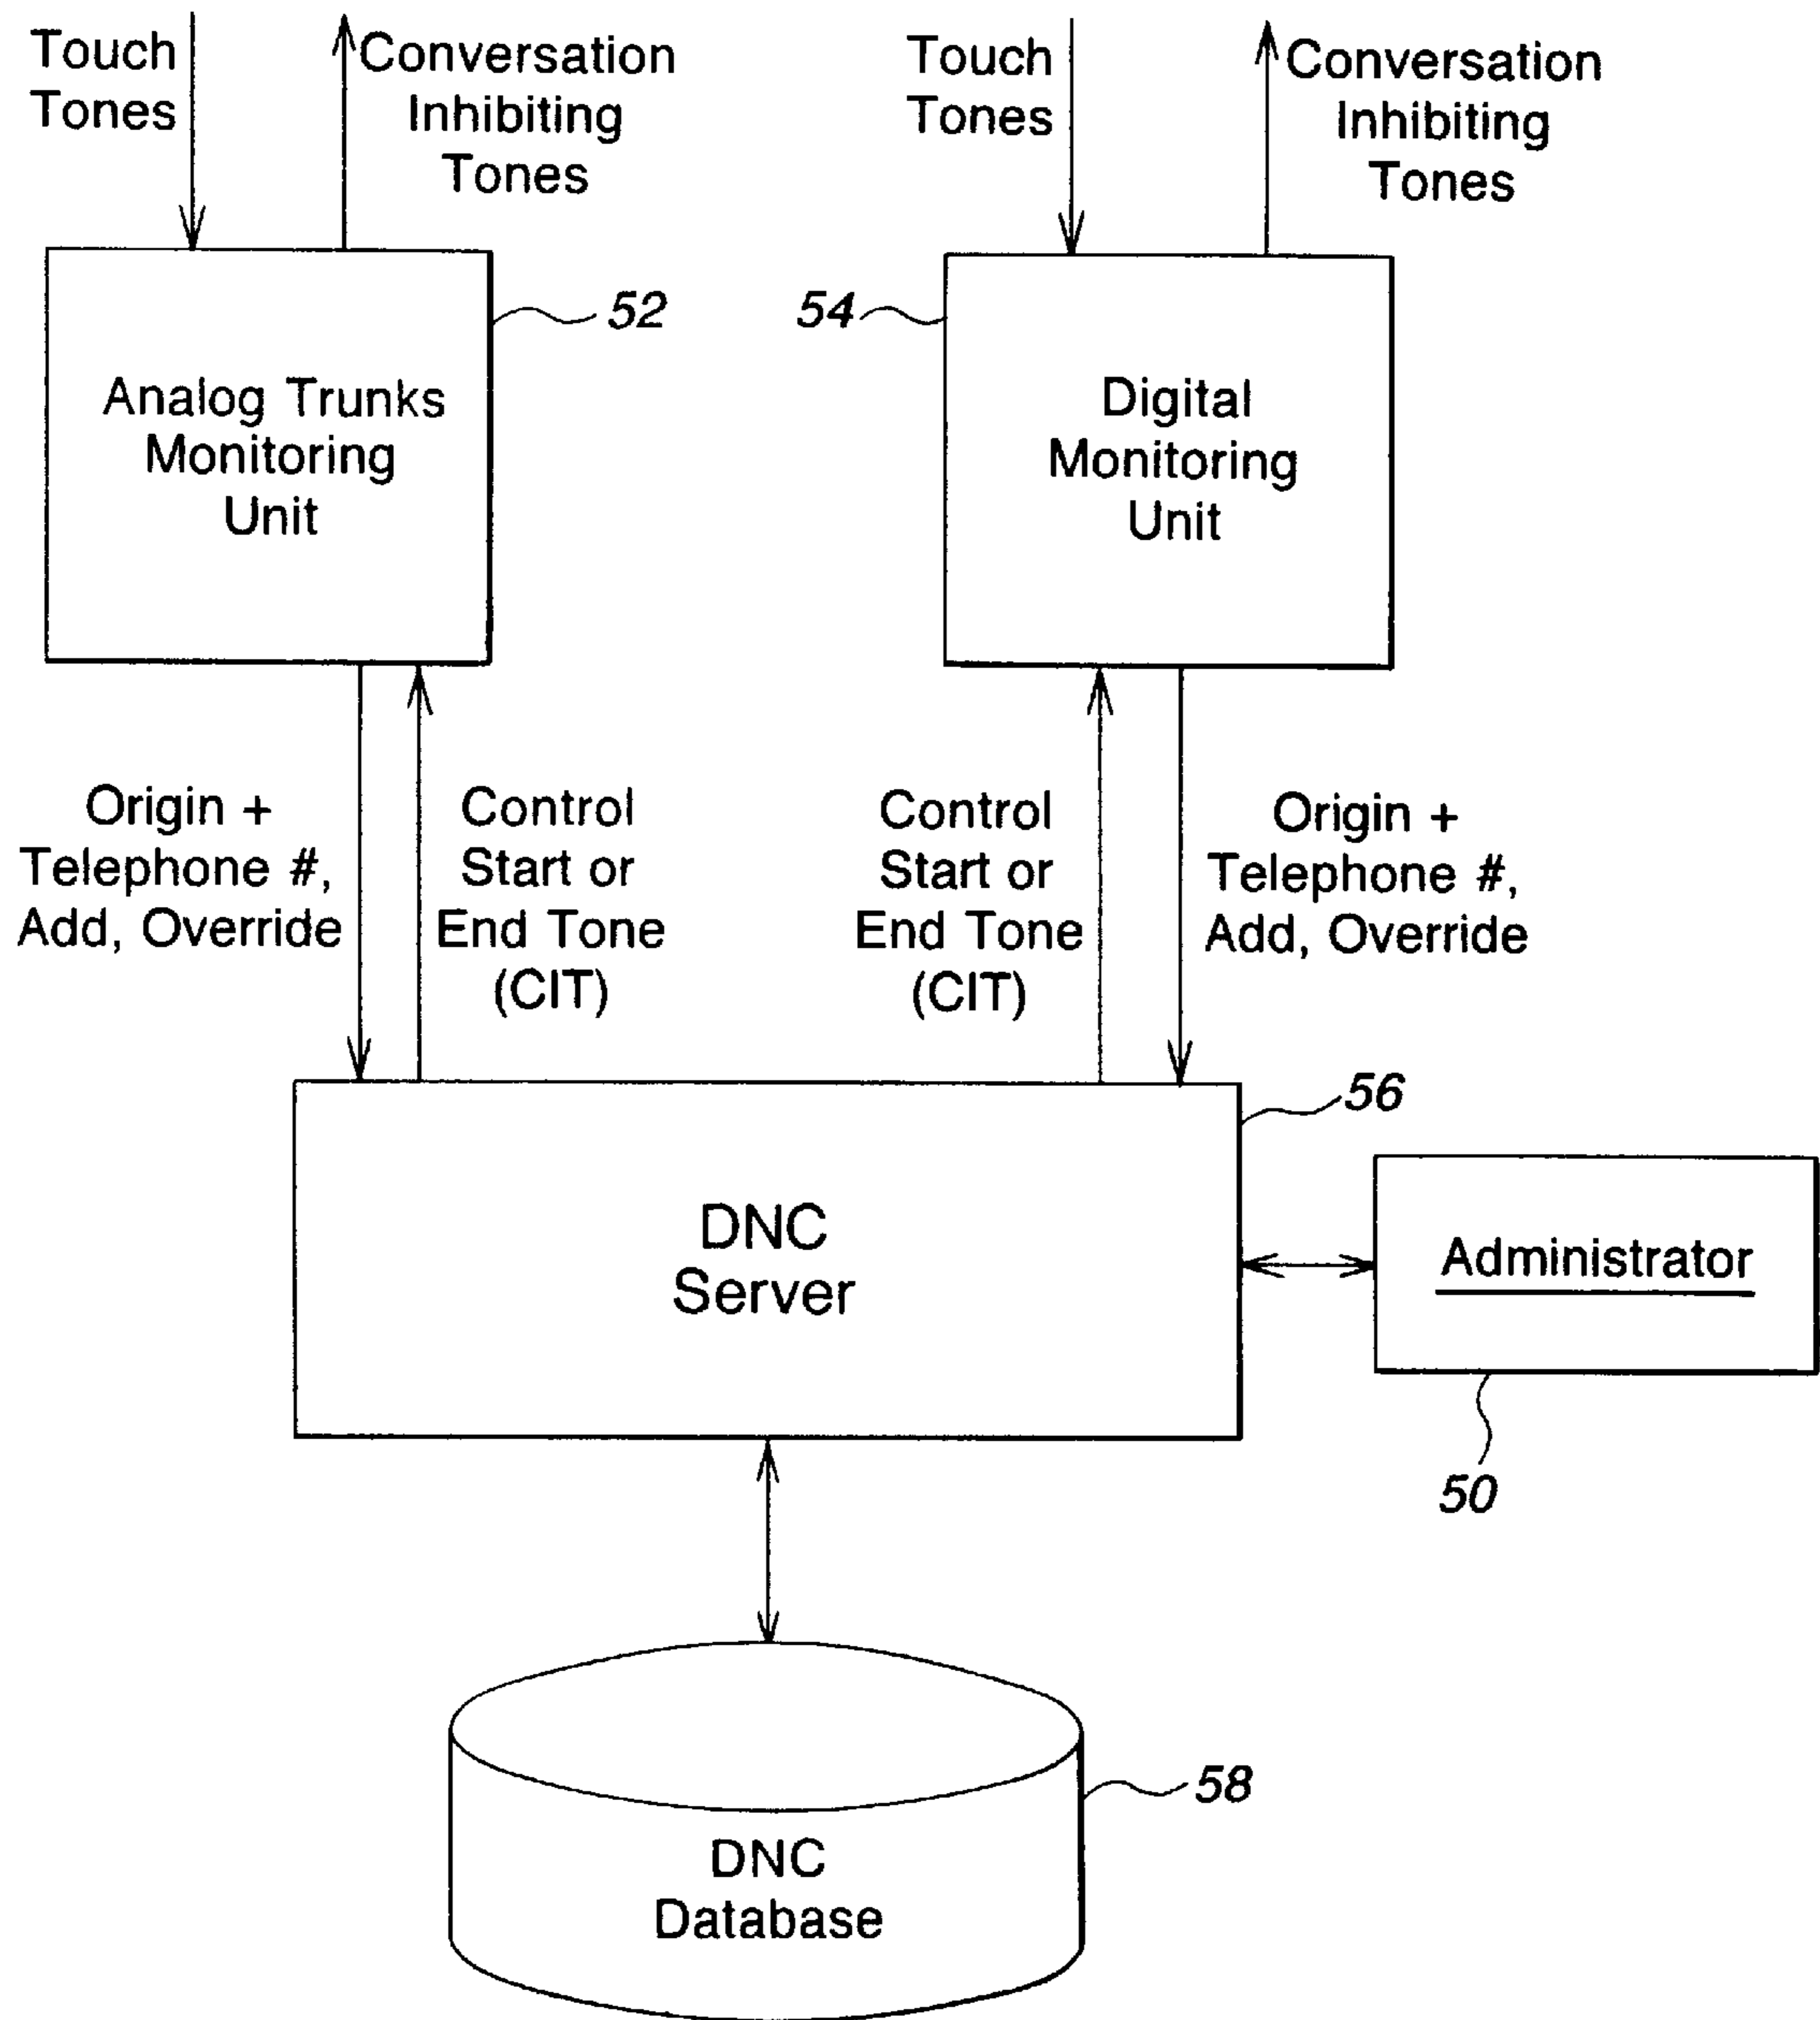 Touch
Tones
Conversation
Inhibiting
Tones
Touch
Tones
Conversation
Inhibiting
Tones
52
54
Analog Trunks
Monitoring
Unit
Digital
Monitoring
Unit
Origin +
Telephone #,
Add, Override
Control
Start or
End Tone
(CIT)
Control
Start or
End Tone
(CIT)
Origin +
Telephone #,
Add, Override
56
DNC
Server
Administrator
50
58
DNC
Database